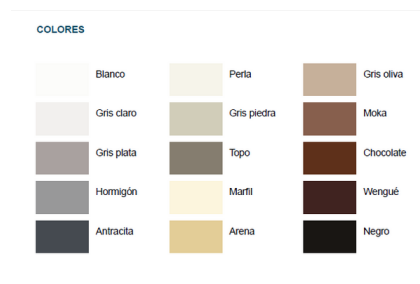 COLORES
Blanco
Perla
Gris oliva
Gris claro
Gris piedra
Moka
Gris plata
Topo
Chocolate
Hormigón
Marfil
Wengué
Antracita
Arena
Negro